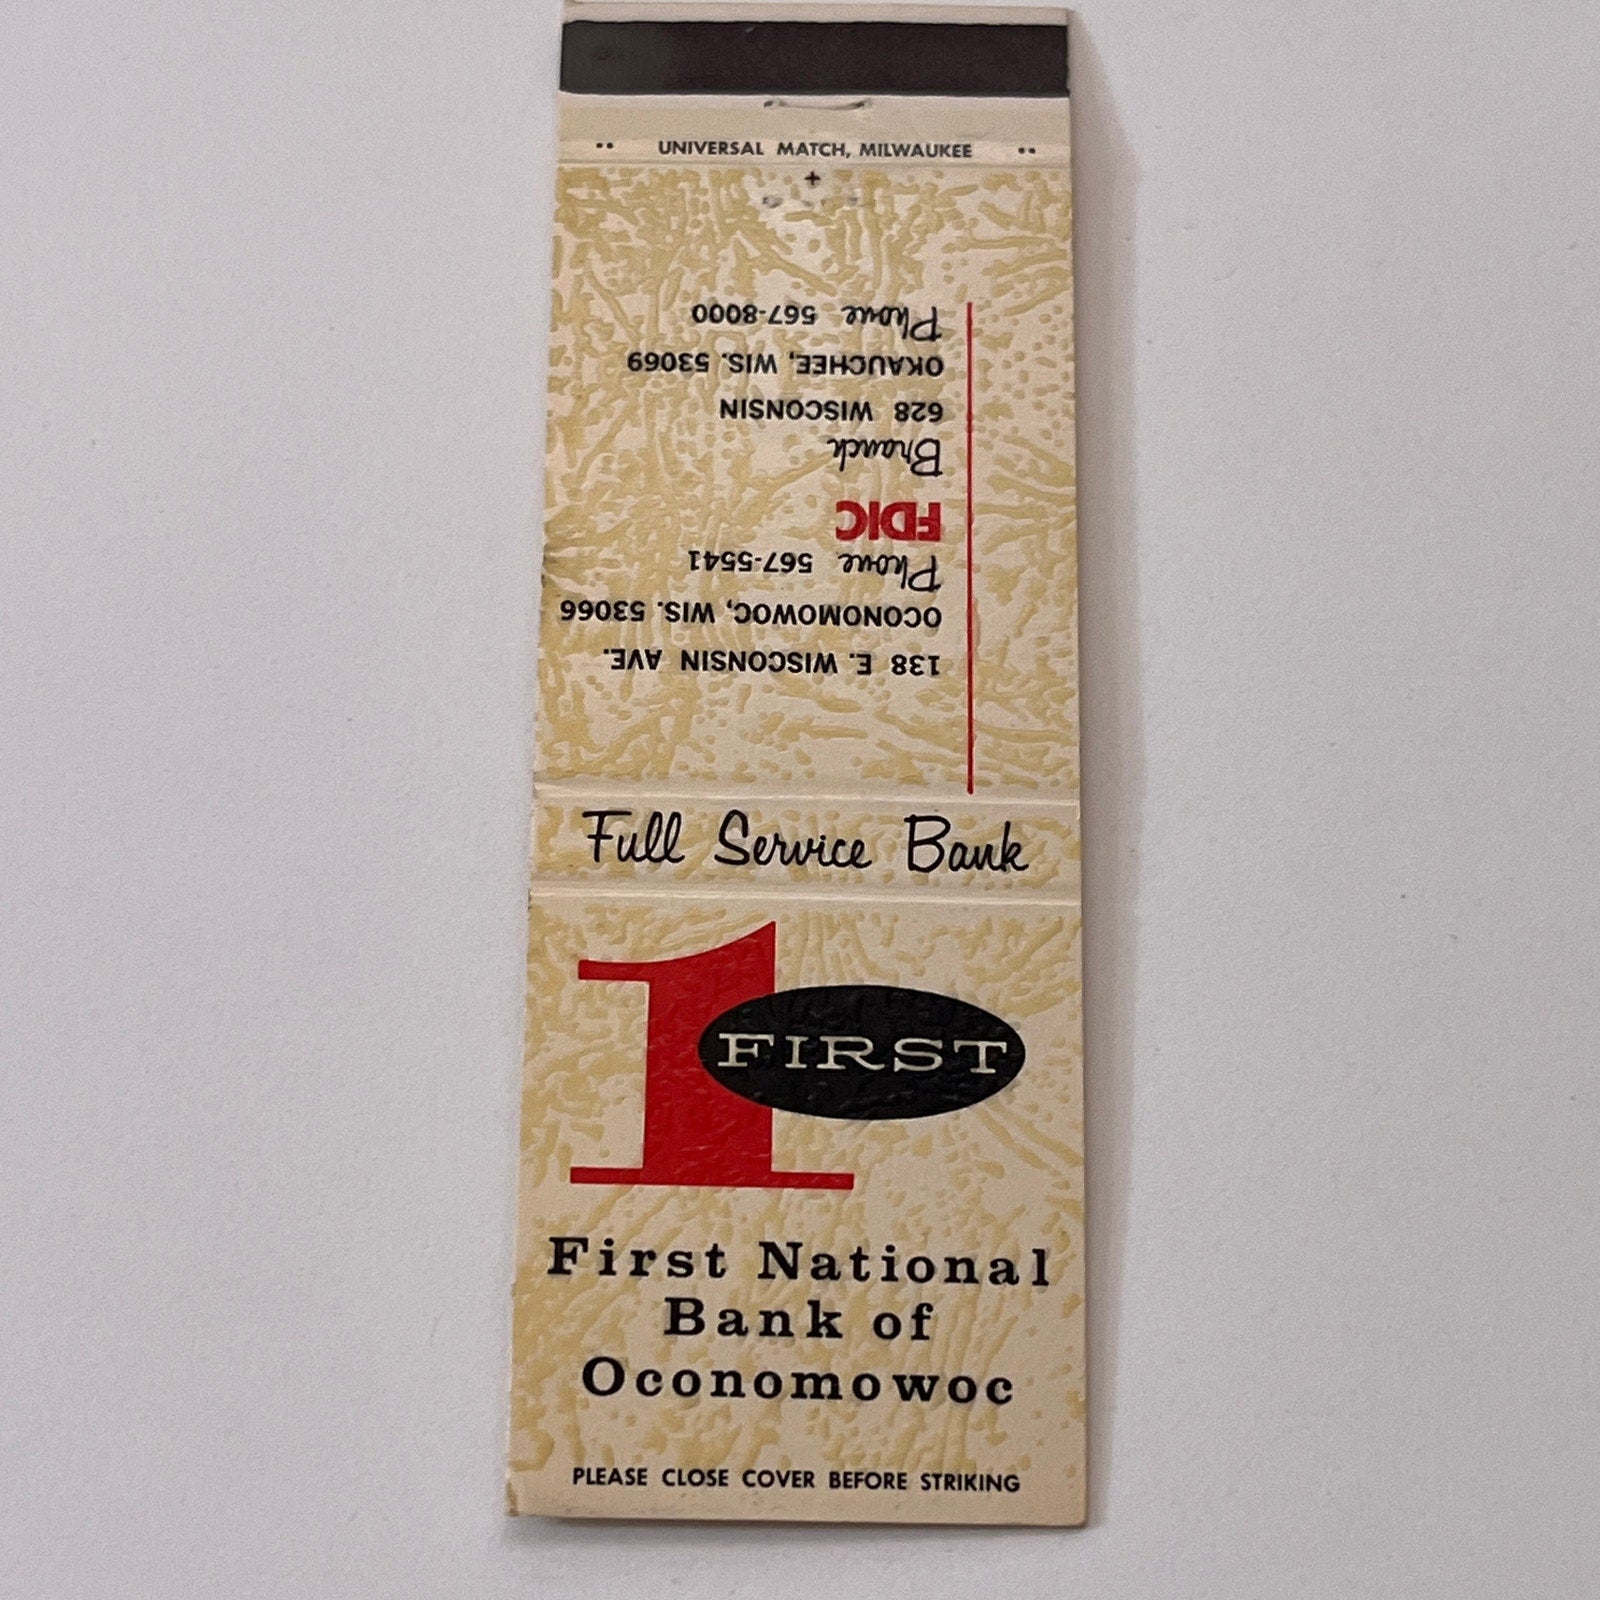 UNIVERSAL MATCH, MILWAUKEE
138 E. WISCONSIN AVE.
OCONOMOWOC, WIS. 53066
Phone 567-5541
FDIC
Branch
628 WISCONSIN
OKAUCHEE, WIS. 53069
Phone 567-8000
Full Service Bank
1
FIRST
First National
Bank of
Oconomowoc
PLEASE CLOSE COVER BEFORE STRIKING